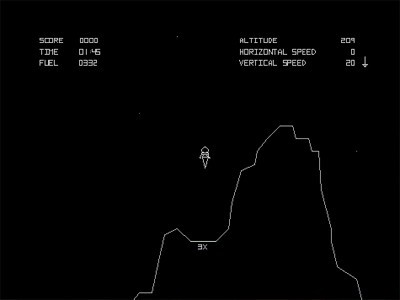 SCORE 0000
TIME 01:45
FUEL 0332
ALTITUDE 209
HORIZONTAL SPEED 0
VERTICAL SPEED 20 ↓
3X